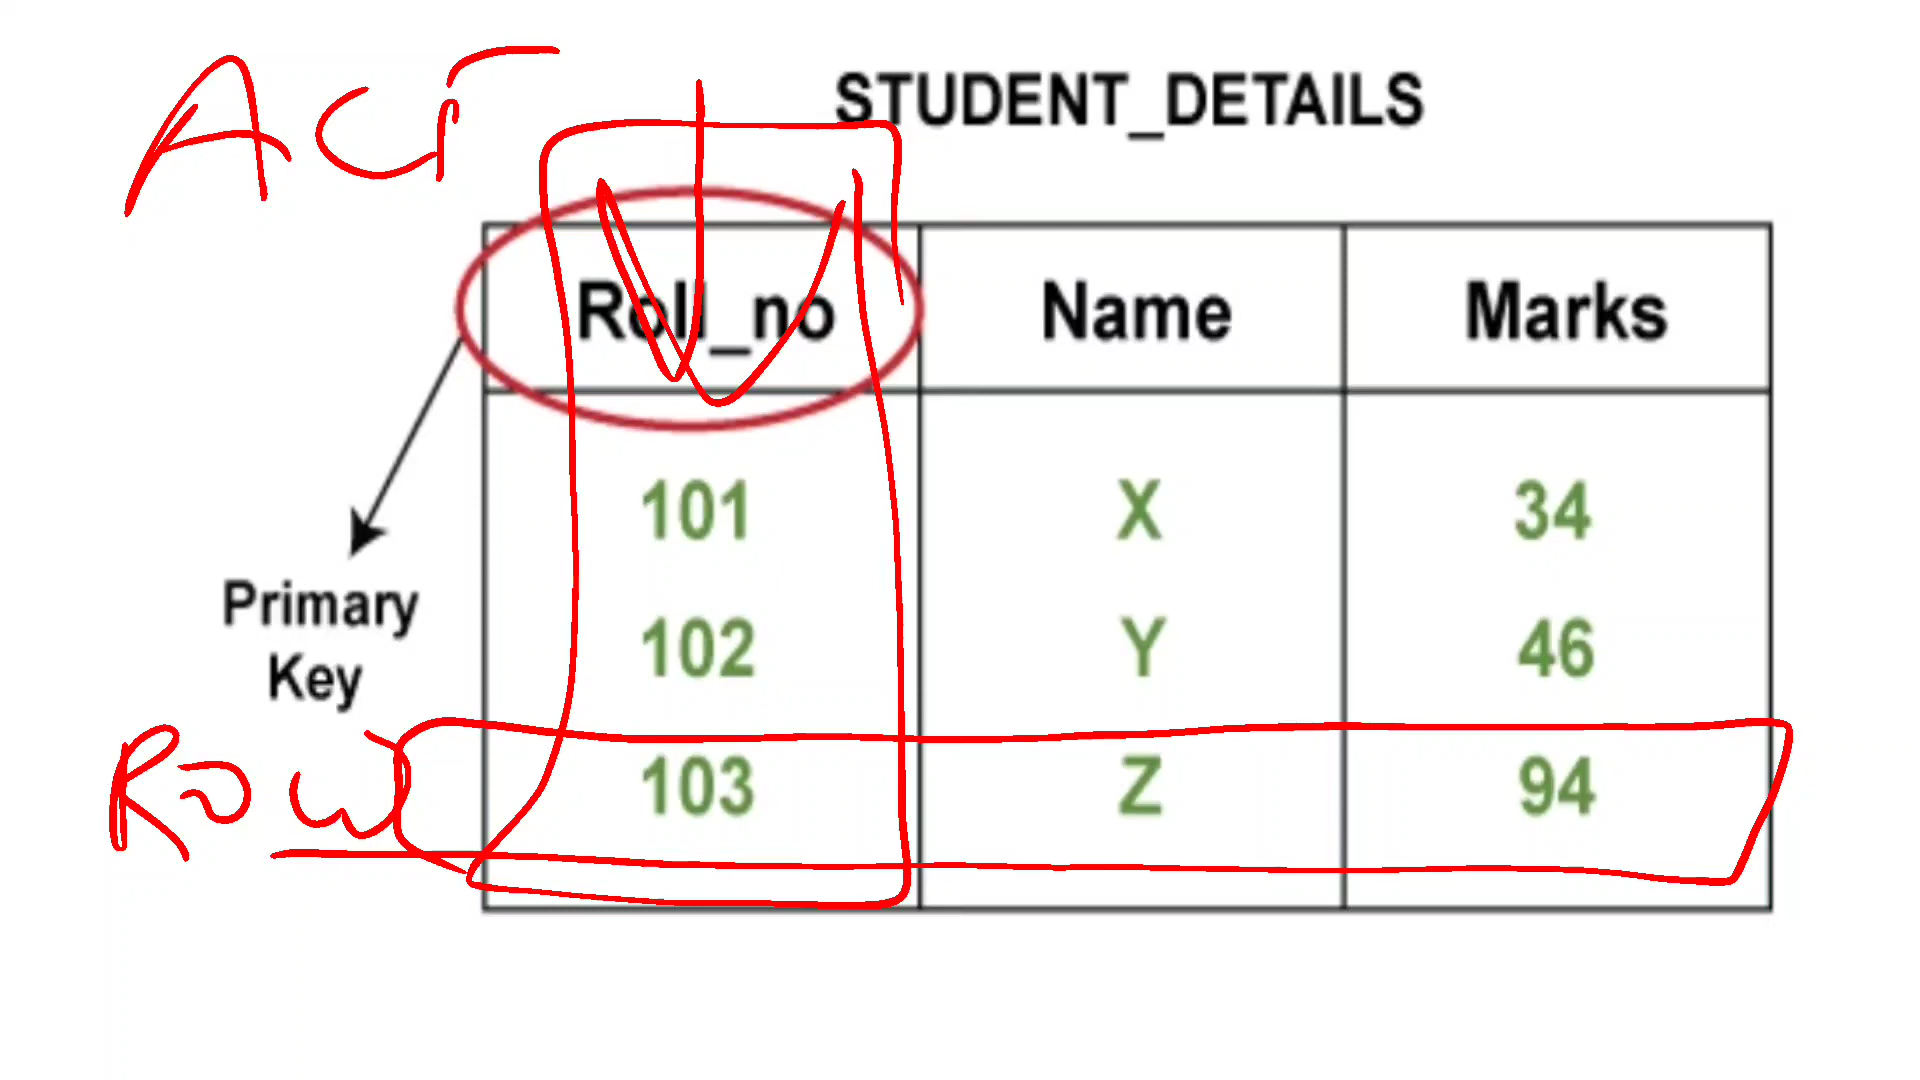 STUDENT_DETAILS
Roll_no Name Marks
101 X 34
102 Y 46
Primary
Key
ROW 103 Z 94